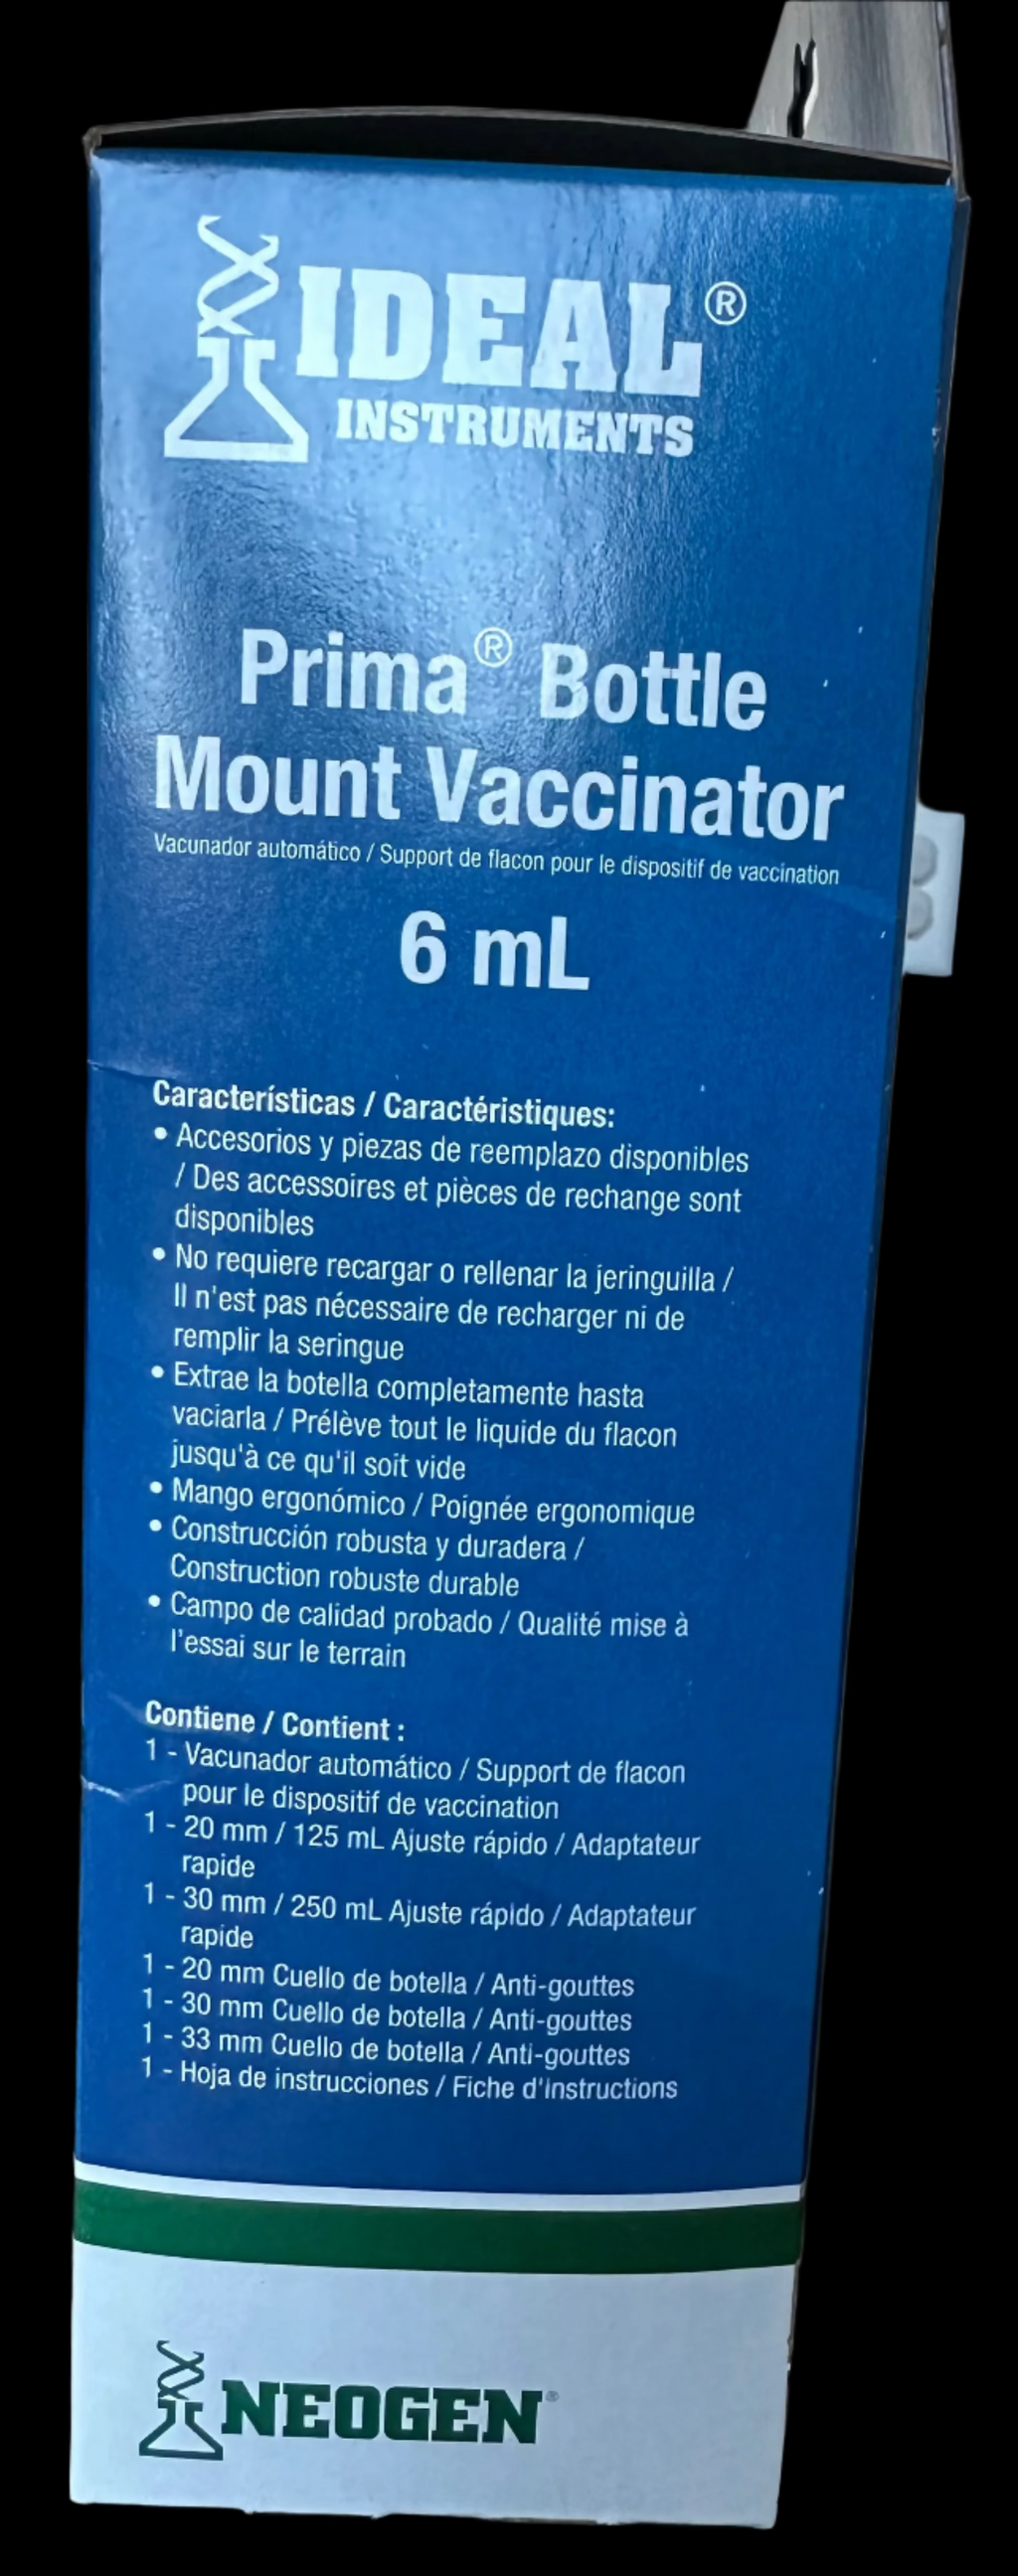 IDEAL®
INSTRUMENTS
Prima® Bottle
Mount Vaccinator
Vacunador automático / Support de flacon pour le dispositif de vaccination
6 mL
Características / Caractéristiques:
• Accesorios y piezas de reemplazo disponibles
/ Des accessoires et pièces de rechange sont
disponibles
• No requiere recargar o rellenar la jeringuilla /
Il n'est pas nécessaire de recharger ni de
remplir la seringue
• Extrae la botella completamente hasta
vaciarla / Prélève tout le liquide du flacon
jusqu'à ce qu'il soit vide
• Mango ergonómico / Poignée ergonomique
• Construcción robusta y duradera /
Construction robuste durable
• Campo de calidad probado / Qualité mise à
l'essai sur le terrain
Contiene / Contient :
1 - Vacunador automático / Support de flacon
pour le dispositif de vaccination
1 - 20 mm / 125 mL Ajuste rápido / Adaptateur
rapide
1 - 30 mm / 250 mL Ajuste rápido / Adaptateur
rapide
1 - 20 mm Cuello de botella / Anti-gouttes
1 - 30 mm Cuello de botella / Anti-gouttes
1 - 33 mm Cuello de botella / Anti-gouttes
1 - Hoja de instrucciones / Fiche d'instructions
NEOGEN®